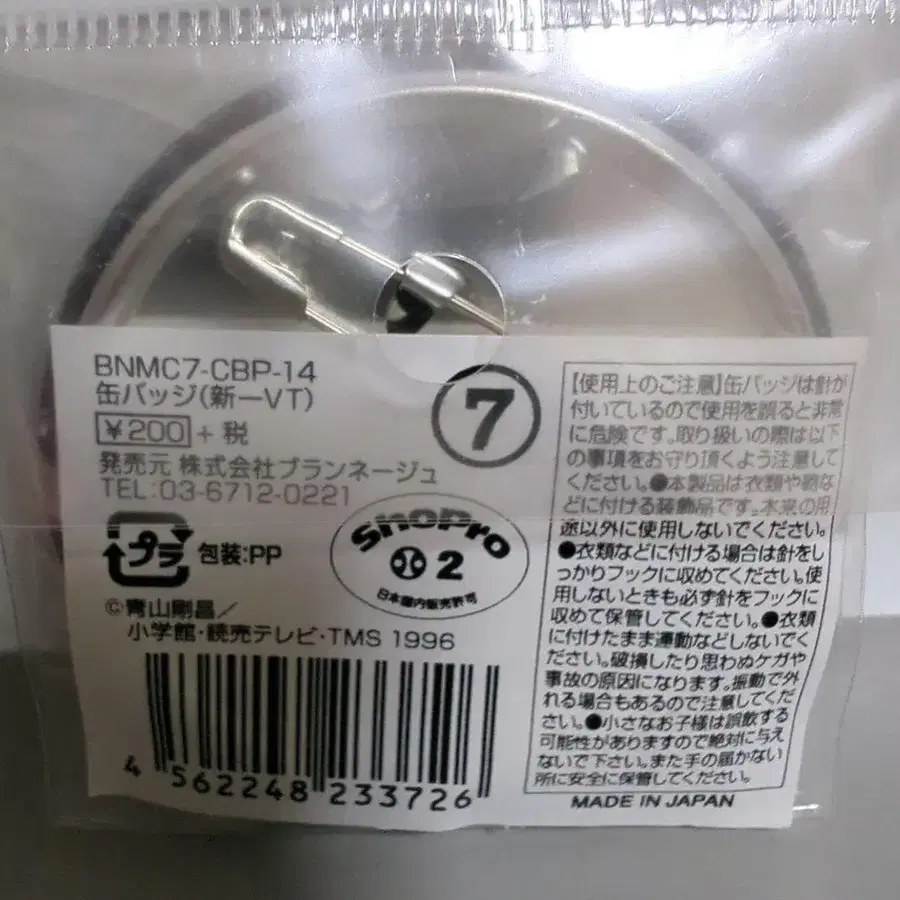 BNMC7-CBP-14
缶バッジ(新一VT)
¥200 + 税
発売元 株式会社ブランネージュ
TEL:03-6712-0221
⑦
プラ 包装:PP
ShoPro
2
日本国内販売許可
©青山剛昌/
小学館・読売テレビ・TMS 1996
4 562248 233726
【使用上のご注意】缶バッジは針が
付いているので使用を誤ると非常
に危険です。取り扱いの際は以下
の事項をお守り頂くよう注意して
ください。●本製品は衣類や鞄な
どに付ける装飾品です。本来の用
途以外に使用しないでください。
●衣類などに付ける場合は針をし
っかりフックに収めてください。使
用しないときも必ず針をフックに
収めて保管してください。●衣類
に付けたまま運動などしないでく
ださい。破損したり思わぬケガや
事故の原因になります。振動で外
れる場合もあるので注意してくだ
さい。●小さなお子様は誤飲する
可能性がありますので絶対に与え
ないで下さい。また手の届かない
所に安全に保管してください。
MADE IN JAPAN